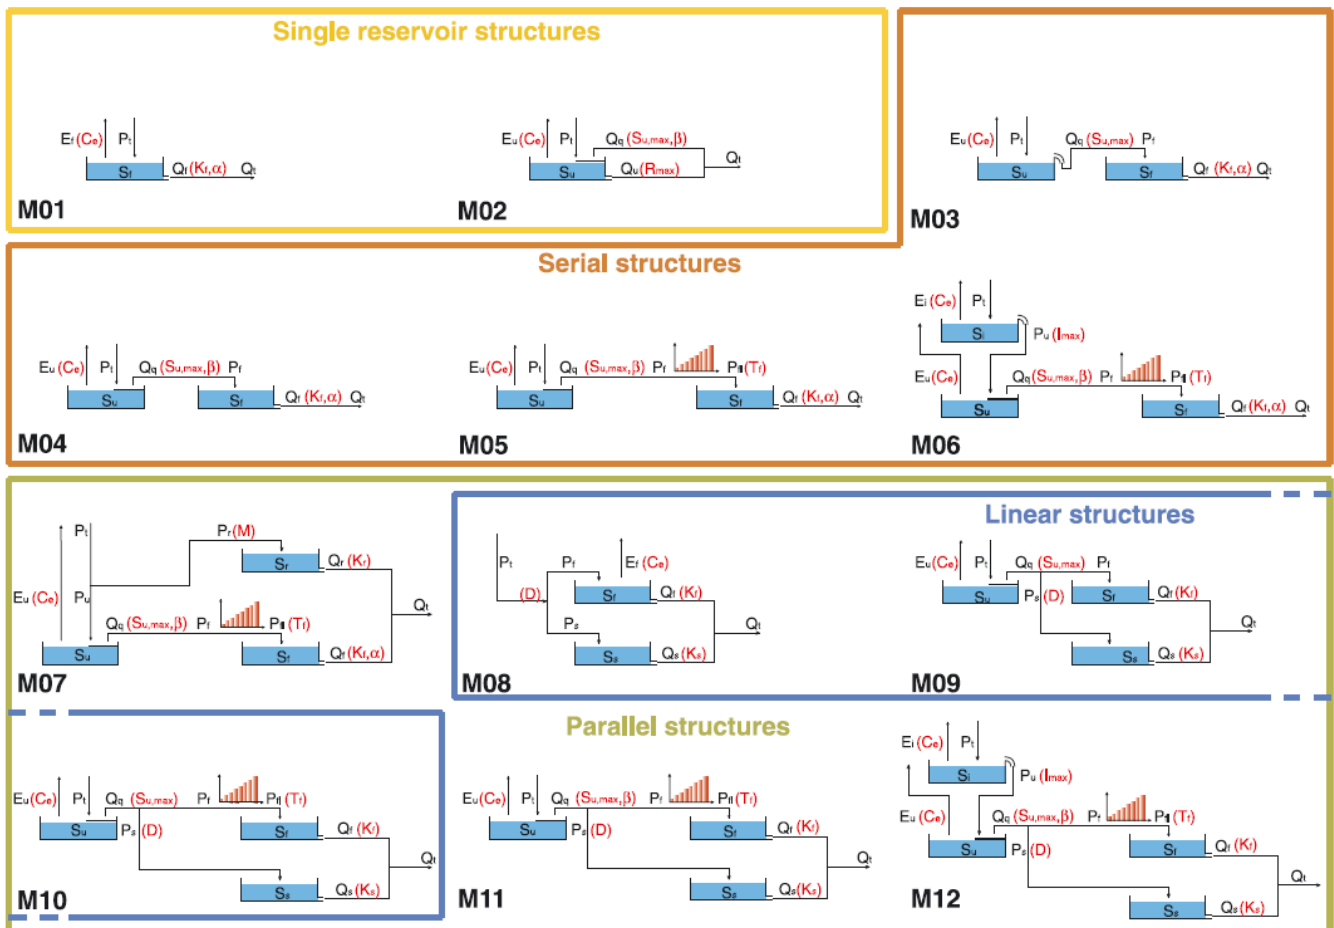 Single reservoir structures
Ef (Ce) Pt
Sf Qf (Kf,α) Qt
M01
Eu (Ce) Pt Qq (Su,max,β)
Su Qu (Rmax) Qt
M02
Eu (Ce) Pt Qq (Su,max) Pf
Su Sf Qf (Kf,α) Qt
M03
Serial structures
Eu (Ce) Pt Qq (Su,max,β) Pf
Su Sf Qf (Kf,α) Qt
M04
Eu (Ce) Pt Qq (Su,max,β) Pf Pfl (Tf)
Su Sf Qf (Kf,α) Qt
M05
Ei (Ce) Pt
Si Pu (Imax)
Eu (Ce) Qq (Su,max,β) Pf Pfl (Tf)
Su Sf Qf (Kf,α) Qt
M06
Pt Pr (M)
Sr Qr (Kr)
Eu (Ce) Pu Qt
Qq (Su,max,β) Pf Pfl (Tf)
Su Sf Qf (Kf,α)
M07
Linear structures
Pt Pf Ef (Ce)
(D) Sf Qf (Kf)
Ps Qt
Ss Qs (Ks)
M08
Eu (Ce) Pt Qq (Su,max) Pf
Su Ps (D) Sf Qf (Kf)
Qt
Ss Qs (Ks)
M09
Parallel structures
Eu (Ce) Pt Qq (Su,max) Pf Pfl (Tf)
Su Ps (D) Sf Qf (Kf)
Qt
Ss Qs (Ks)
M10
Eu (Ce) Pt Qq (Su,max,β) Pf Pfl (Tf)
Su Ps (D) Sf Qf (Kf)
Qt
Ss Qs (Ks)
M11
Ei (Ce) Pt
Si Pu (Imax)
Eu (Ce) Qq (Su,max,β) Pf Pfl (Tf)
Su Ps (D) Sf Qf (Kf)
Qt
Ss Qs (Ks)
M12